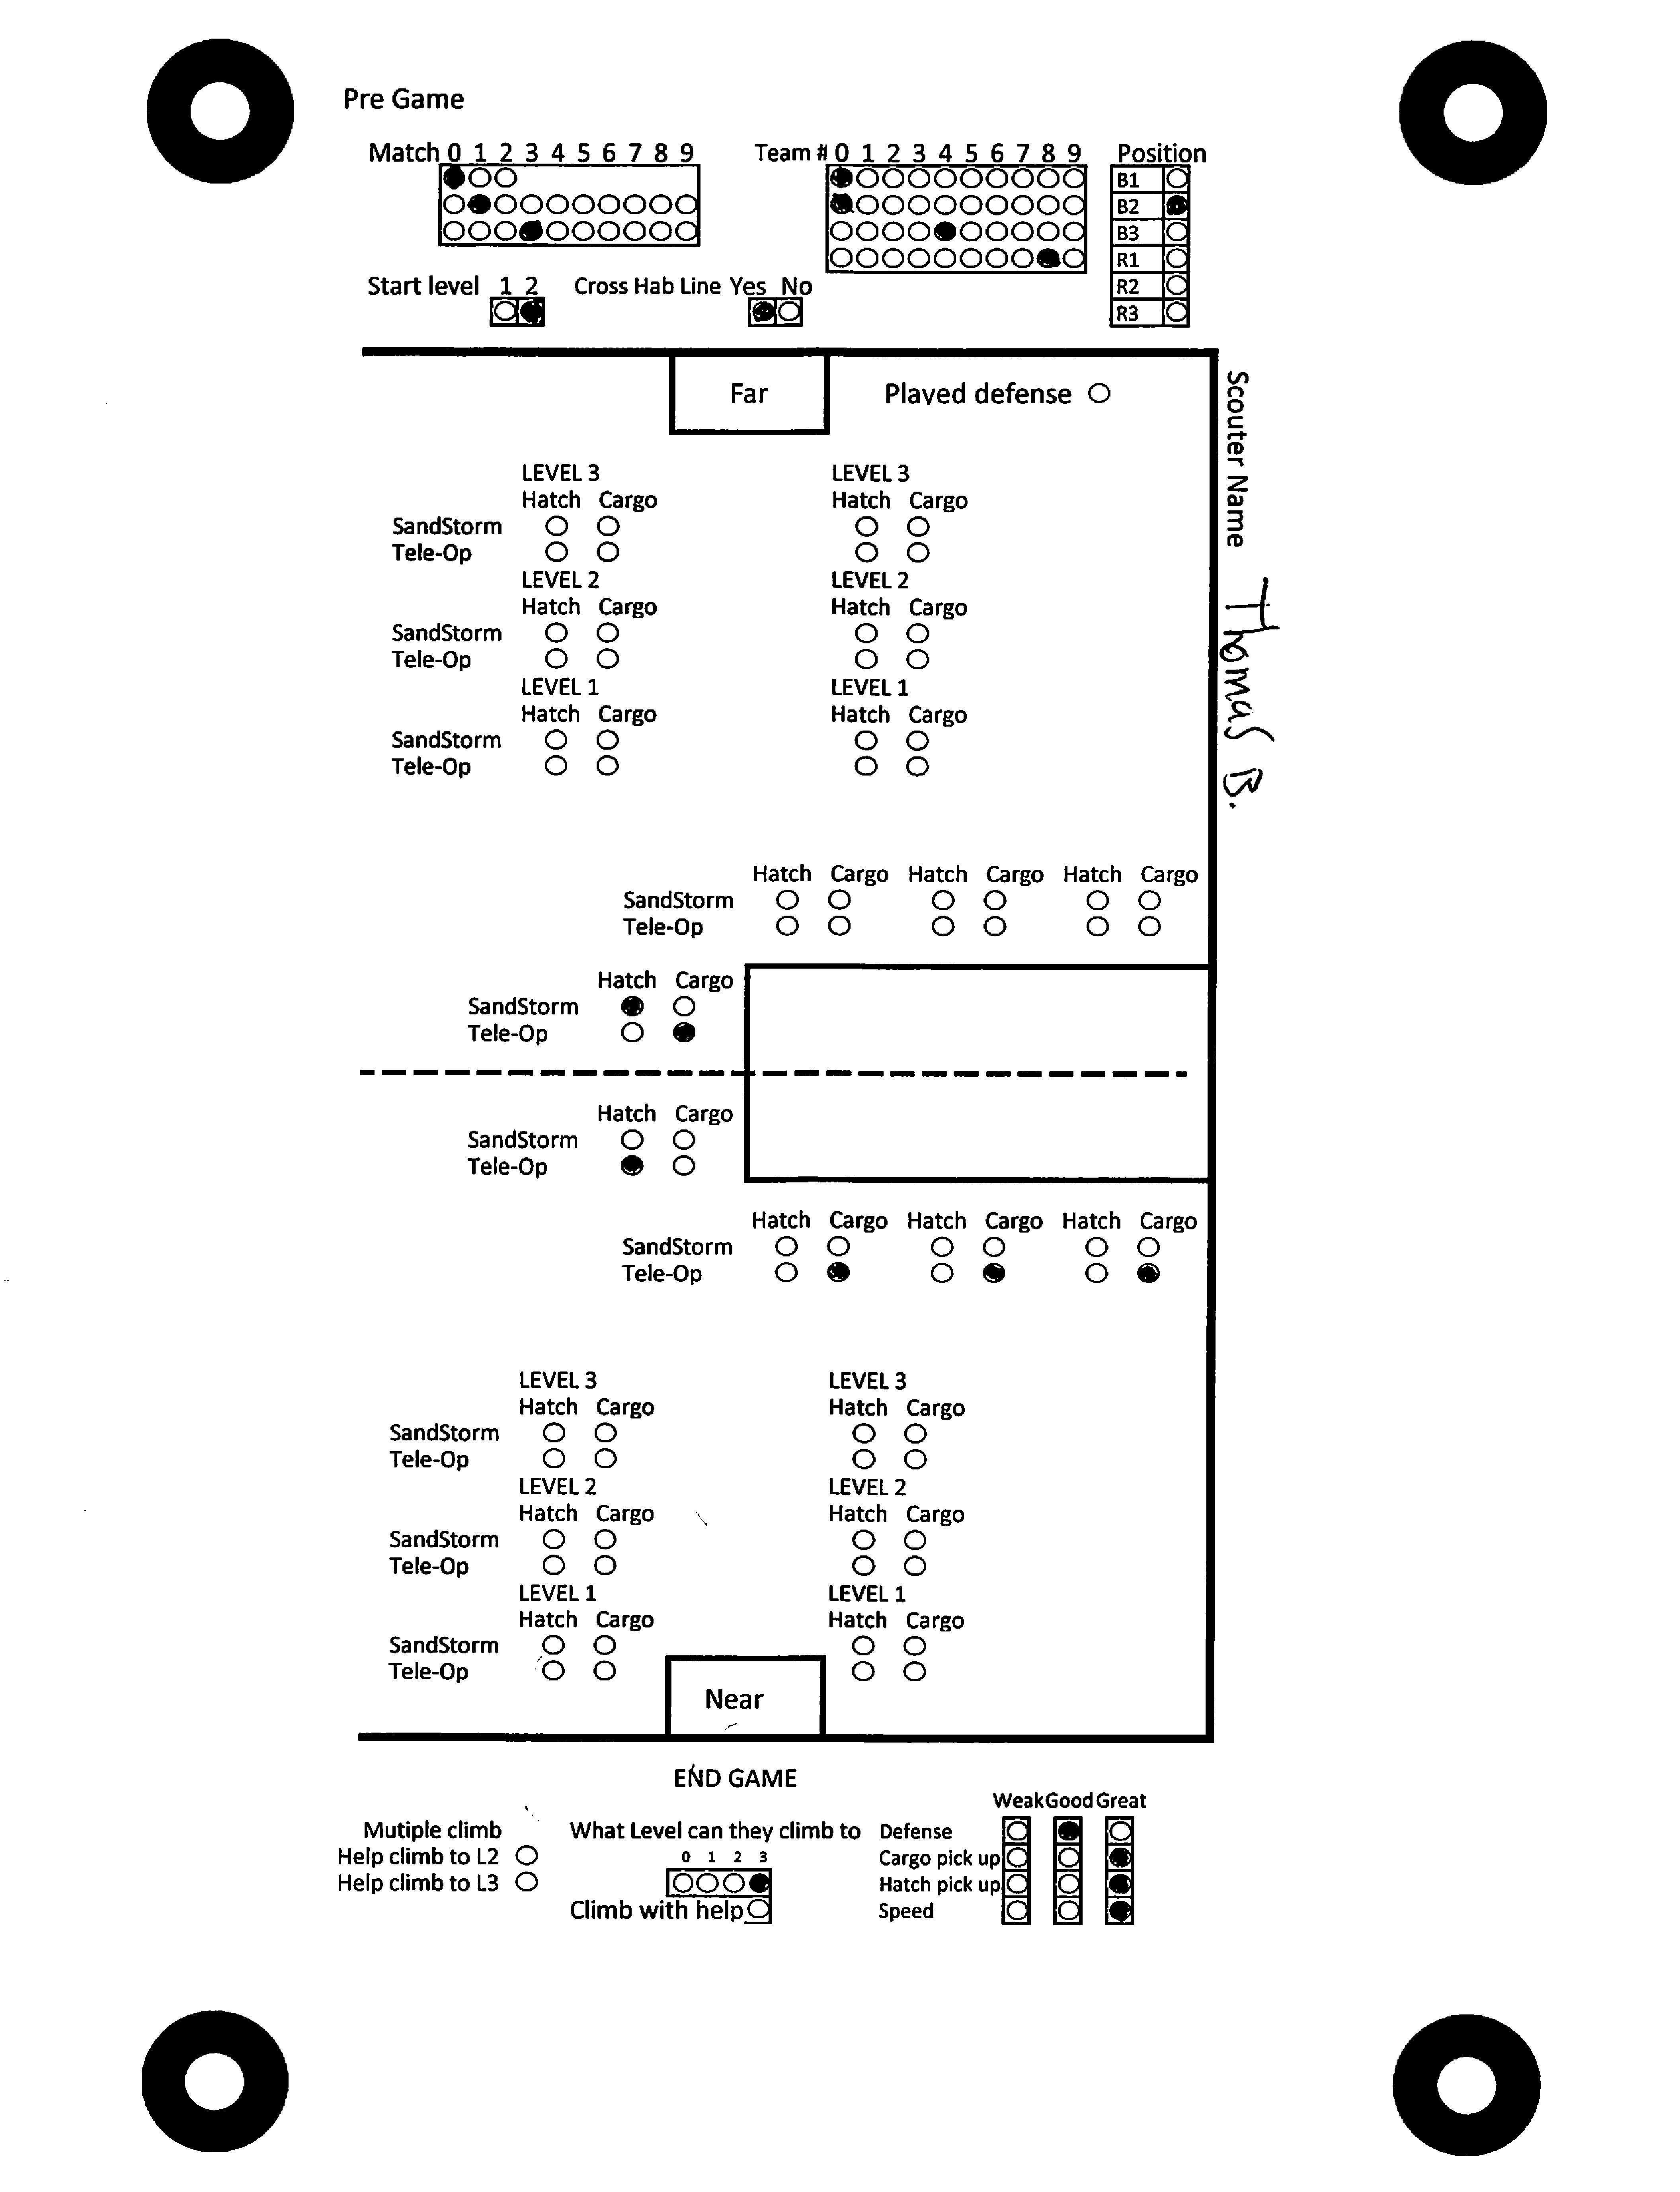 Pre Game
Match 0 1 2 3 4 5 6 7 8 9
Team # 0 1 2 3 4 5 6 7 8 9
Position
B1
B2
B3
R1
R2
R3
Start level 1 2
Cross Hab Line Yes No
Far
Played defense
Scouter Name Thomas B.
LEVEL 3 LEVEL 3
Hatch Cargo Hatch Cargo
SandStorm
Tele-Op
LEVEL 2 LEVEL 2
Hatch Cargo Hatch Cargo
SandStorm
Tele-Op
LEVEL 1 LEVEL 1
Hatch Cargo Hatch Cargo
SandStorm
Tele-Op
Hatch Cargo Hatch Cargo Hatch Cargo
SandStorm
Tele-Op
Hatch Cargo
SandStorm
Tele-Op
Hatch Cargo
SandStorm
Tele-Op
Hatch Cargo Hatch Cargo Hatch Cargo
SandStorm
Tele-Op
LEVEL 3 LEVEL 3
Hatch Cargo Hatch Cargo
SandStorm
Tele-Op
LEVEL 2 LEVEL 2
Hatch Cargo Hatch Cargo
SandStorm
Tele-Op
LEVEL 1 LEVEL 1
Hatch Cargo Hatch Cargo
SandStorm
Tele-Op
Near
END GAME
Mutiple climb
Help climb to L2
Help climb to L3
What Level can they climb to
0 1 2 3
Climb with help
Weak Good Great
Defense
Cargo pick up
Hatch pick up
Speed